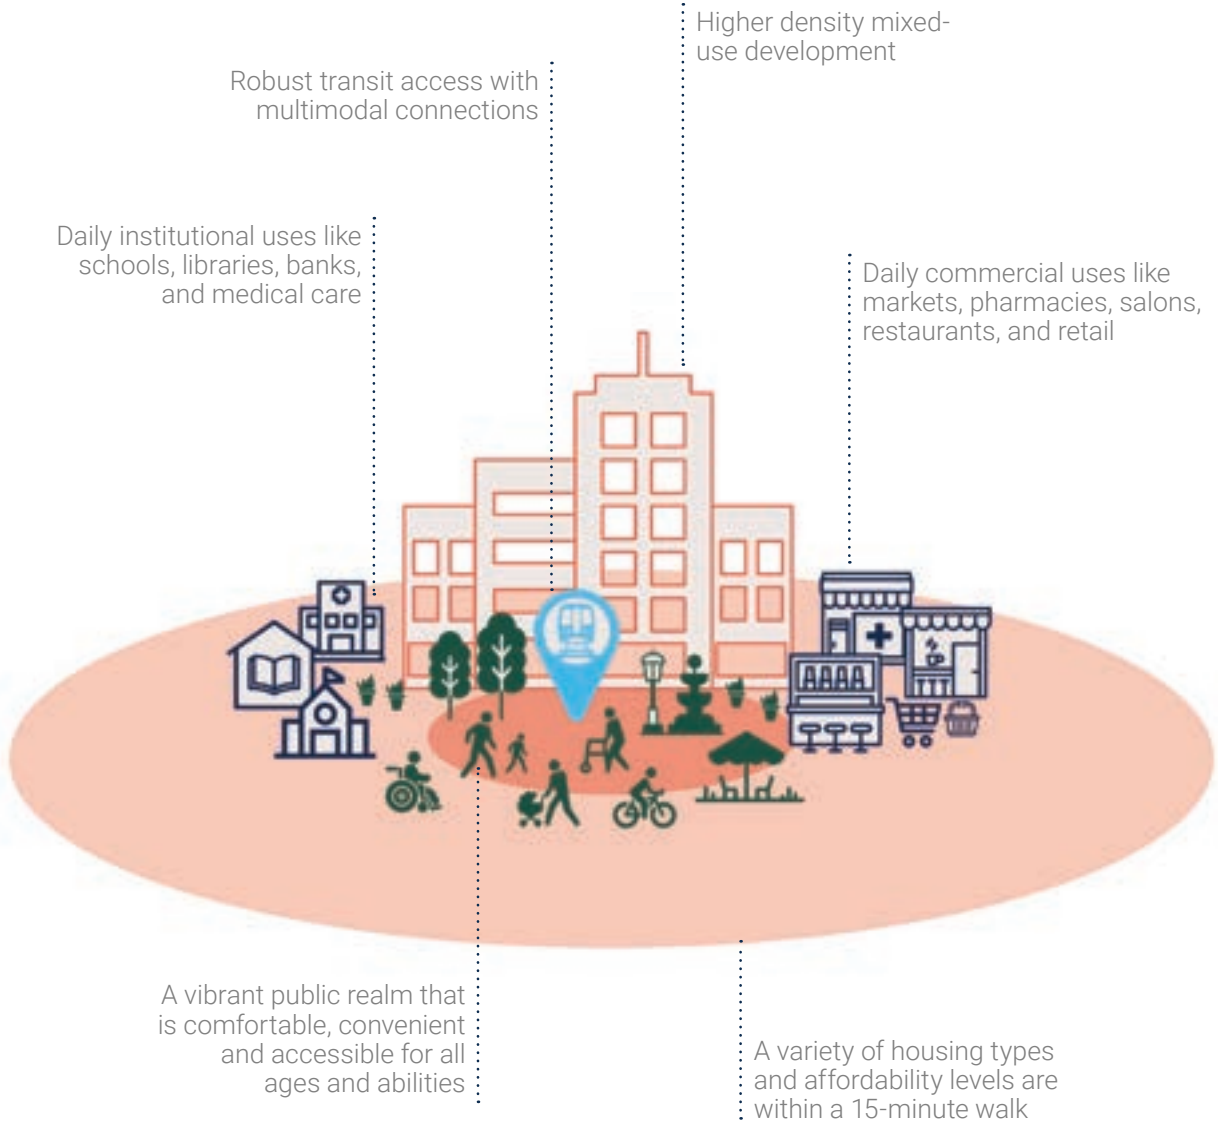 Higher density mixed-
use development
Robust transit access with
multimodal connections
Daily institutional uses like
schools, libraries, banks,
and medical care
Daily commercial uses like
markets, pharmacies, salons,
restaurants, and retail
A vibrant public realm that
is comfortable, convenient
and accessible for all
ages and abilities
A variety of housing types
and affordability levels are
within a 15-minute walk